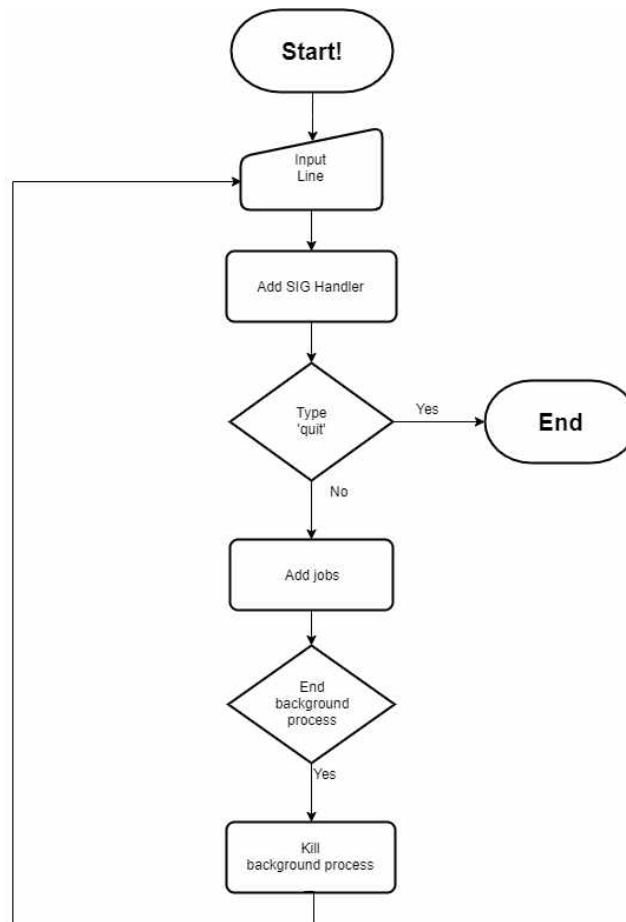 Start!
Input
Line
Add SIG Handler
Type
'quit'
Yes
End
No
Add jobs
End
background
process
Yes
Kill
background process